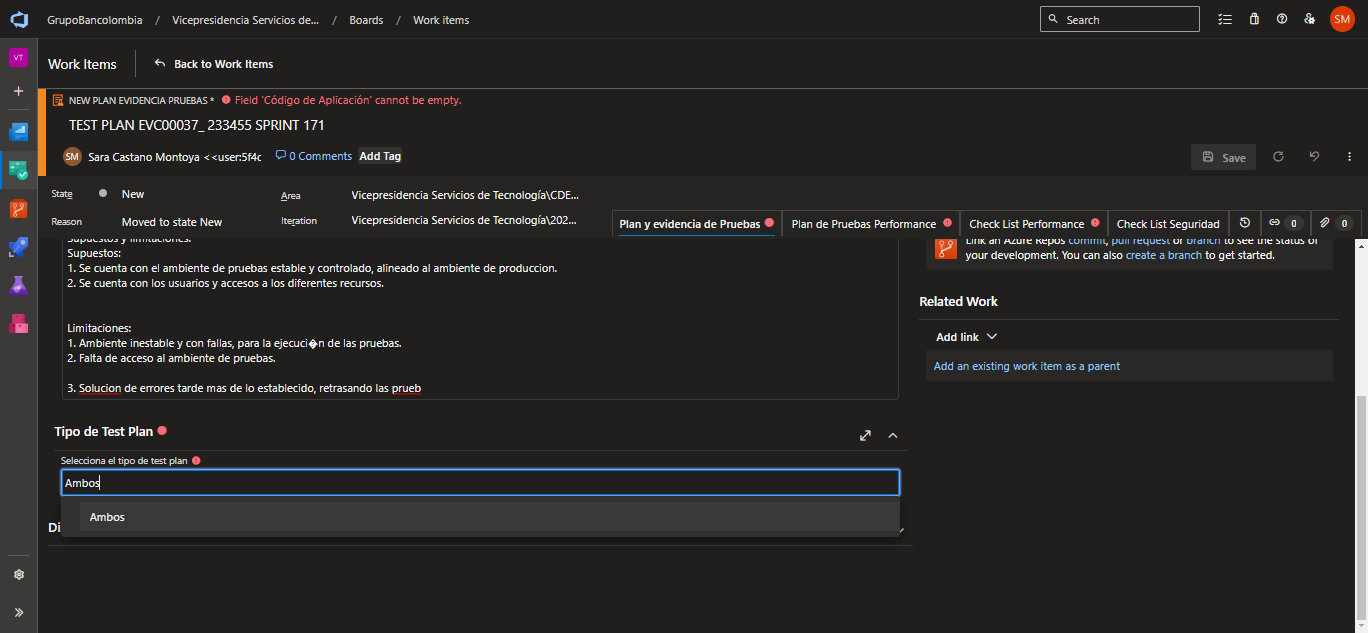 GrupoBancolombia / Vicepresidencia Servicios de... / Boards / Work items
Search
SM
VT
Work Items
Back to Work Items
NEW PLAN EVIDENCIA PRUEBAS * Field 'Código de Aplicación' cannot be empty.
TEST PLAN EVC00037_ 233455 SPRINT 171
SM Sara Castano Montoya < <user:5f4c
0 Comments
Add Tag
Save
State New
Area Vicepresidencia Servicios de Tecnología\CDE...
Reason Moved to state New
Iteration Vicepresidencia Servicios de Tecnología\202...
Plan y evidencia de Pruebas
Plan de Pruebas Performance
Check List Performance
Check List Seguridad
0
0
Supuestos y limitaciones:
Supuestos:
1. Se cuenta con el ambiente de pruebas estable y controlado, alineado al ambiente de produccion.
2. Se cuenta con los usuarios y accesos a los diferentes recursos.
Limitaciones:
1. Ambiente inestable y con fallas, para la ejecuci�n de las pruebas.
2. Falta de acceso al ambiente de pruebas.
3. Solucion de errores tarde mas de lo establecido, retrasando las prueb
Tipo de Test Plan
Selecciona el tipo de test plan
Ambos
Ambos
Di
Link an Azure Repos commit, pull request or branch to see the status of
your development. You can also create a branch to get started.
Related Work
Add link
Add an existing work item as a parent